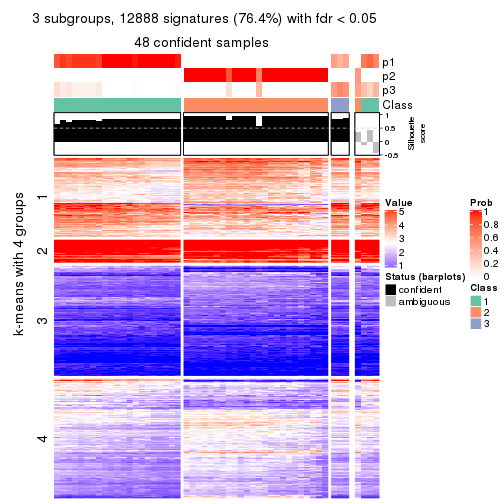 3 subgroups, 12888 signatures (76.4%) with fdr < 0.05
48 confident samples
p1
p2
p3
Class
1
0.5
0
-0.5
Silhouette
score
k-means with 4 groups
1
2
3
4
Value
5
4
3
2
1
Status (barplots)
confident
ambiguous
Prob
1
0.8
0.6
0.4
0.2
0
Class
1
2
3